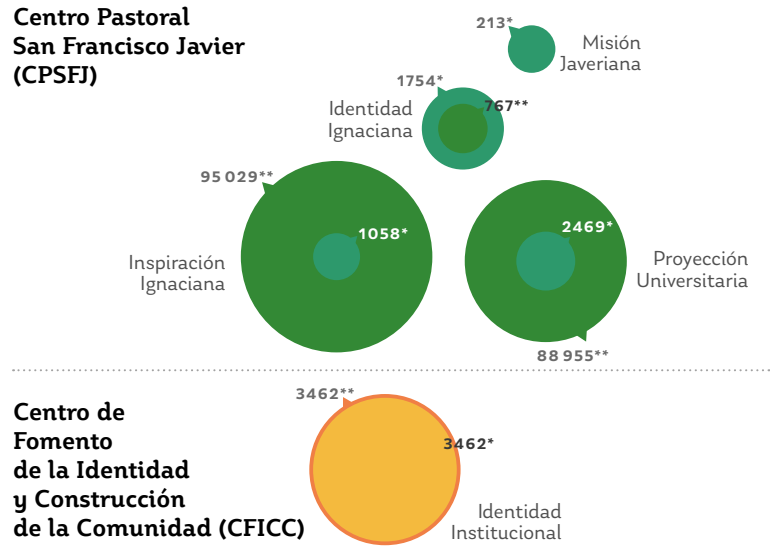 Centro Pastoral
San Francisco Javier
(CPSFJ)
213*
Misión
Javeriana
1754*
767**
Identidad
Ignaciana
95 029**
1058*
Inspiración
Ignaciana
2469*
Proyección
Universitaria
88 955**
Centro de
Fomento
de la Identidad
y Construcción
de la Comunidad (CFICC)
3462**
3462*
Identidad
Institucional